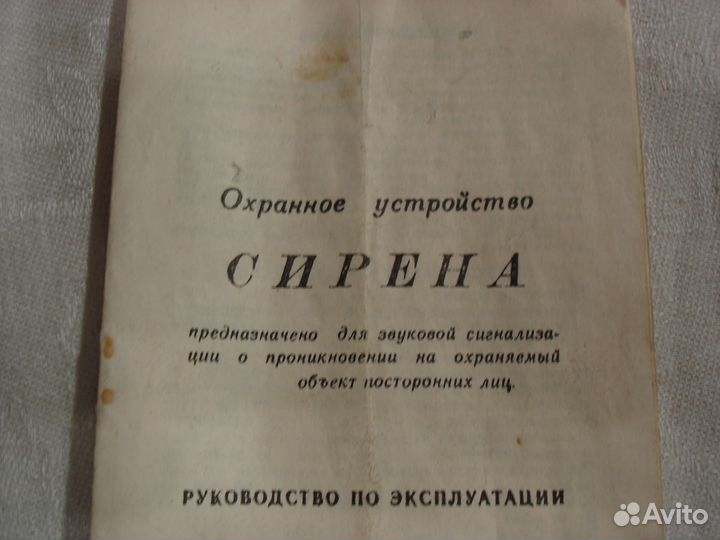 Охранное устройство
СИРЕНА
предназначено для звуковой сигнализа-
ции о проникновении на охраняемый
объект посторонних лиц.
РУКОВОДСТВО ПО ЭКСПЛУАТАЦИИ
Avito